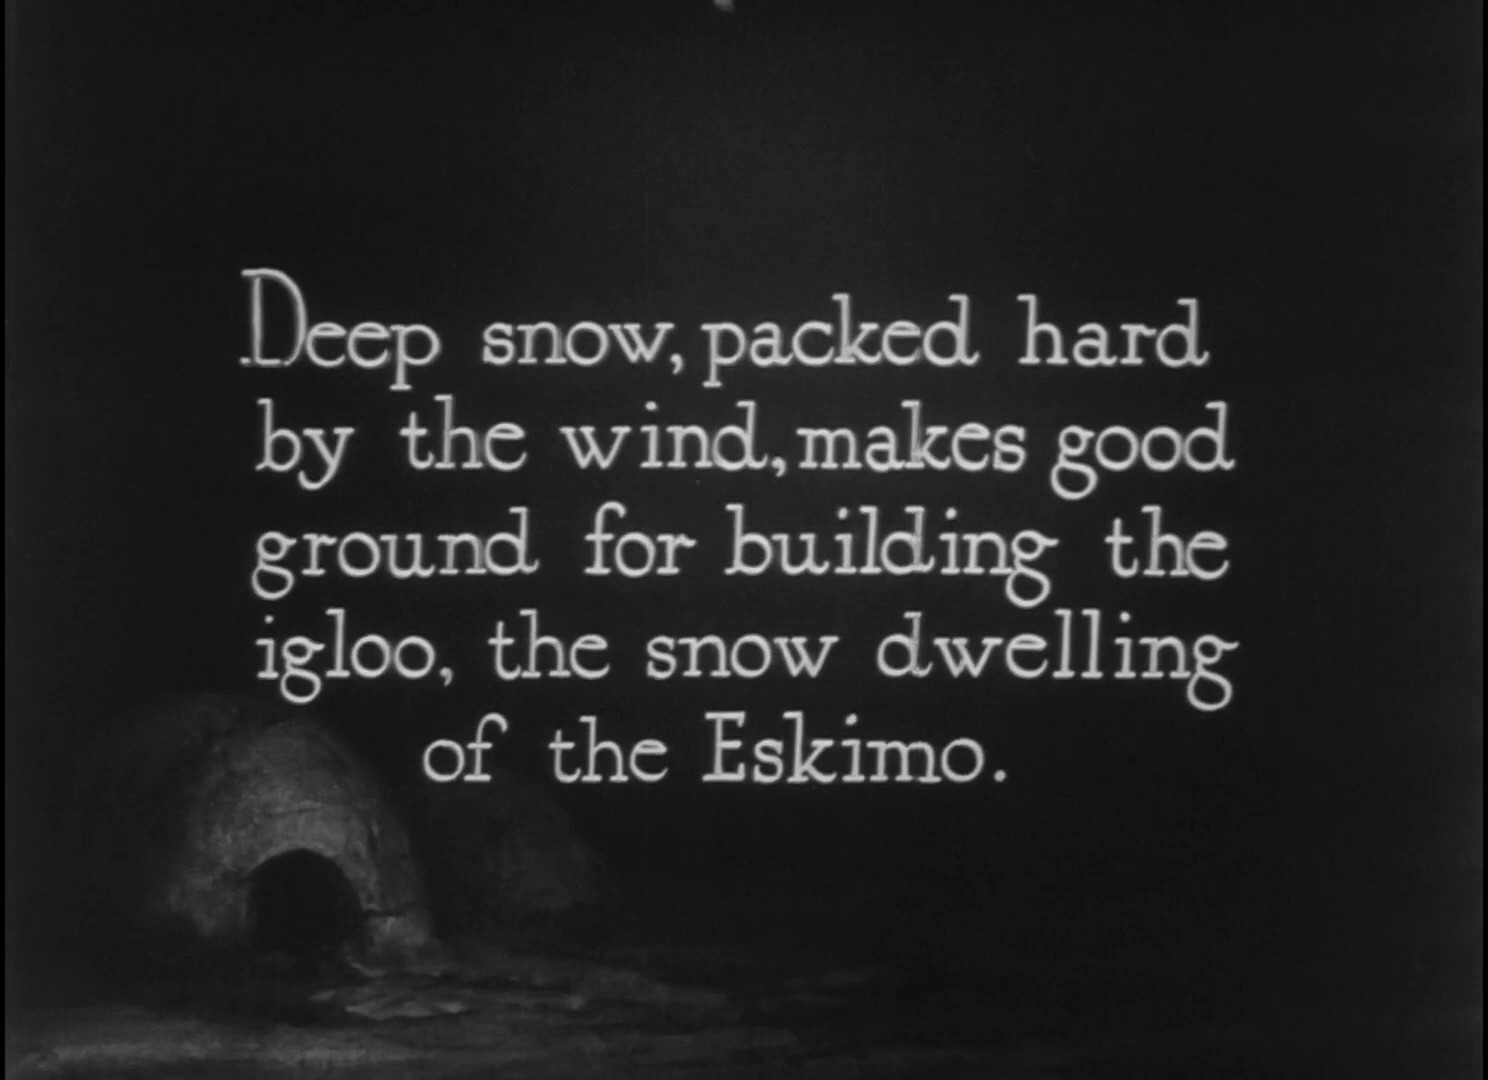 Deep snow, packed hard
by the wind, makes good
ground for building the
igloo, the snow dwelling
of the Eskimo.